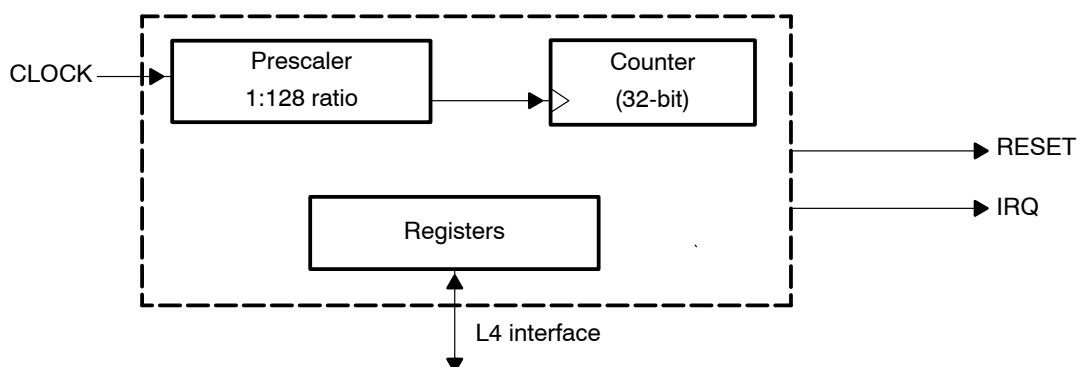 CLOCK
Prescaler
1:128 ratio
Counter
(32-bit)
RESET
IRQ
Registers
L4 interface